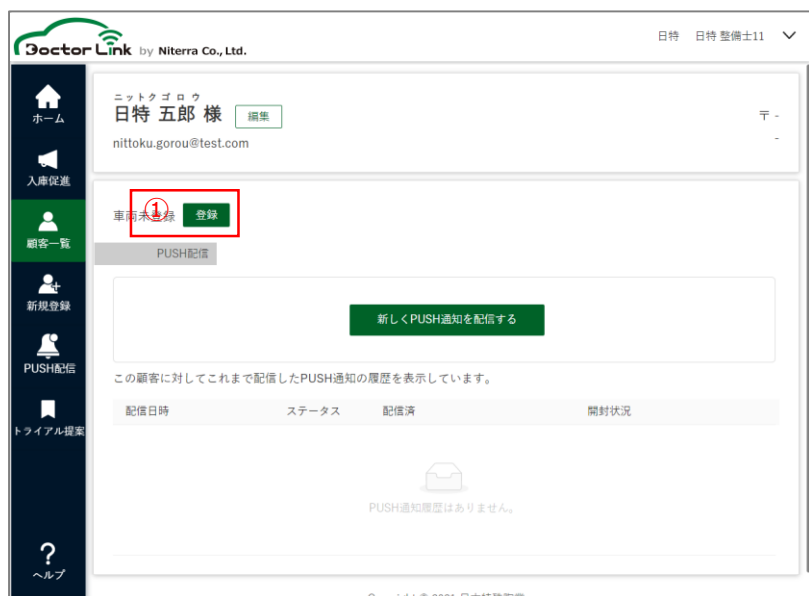 Doctor Link by Niterra Co., Ltd.
日特 日特 整備士11
ホーム
入庫促進
顧客一覧
新規登録
PUSH配信
トライアル提案
ヘルプ
ニットクゴロウ
日特 五郎 様 編集
〒 -
nittoku.gorou@test.com
-
①
車両未登録 登録
PUSH配信
新しくPUSH通知を配信する
この顧客に対してこれまで配信したPUSH通知の履歴を表示しています。
配信日時 ステータス 配信済 開封状況
PUSH通知履歴はありません。